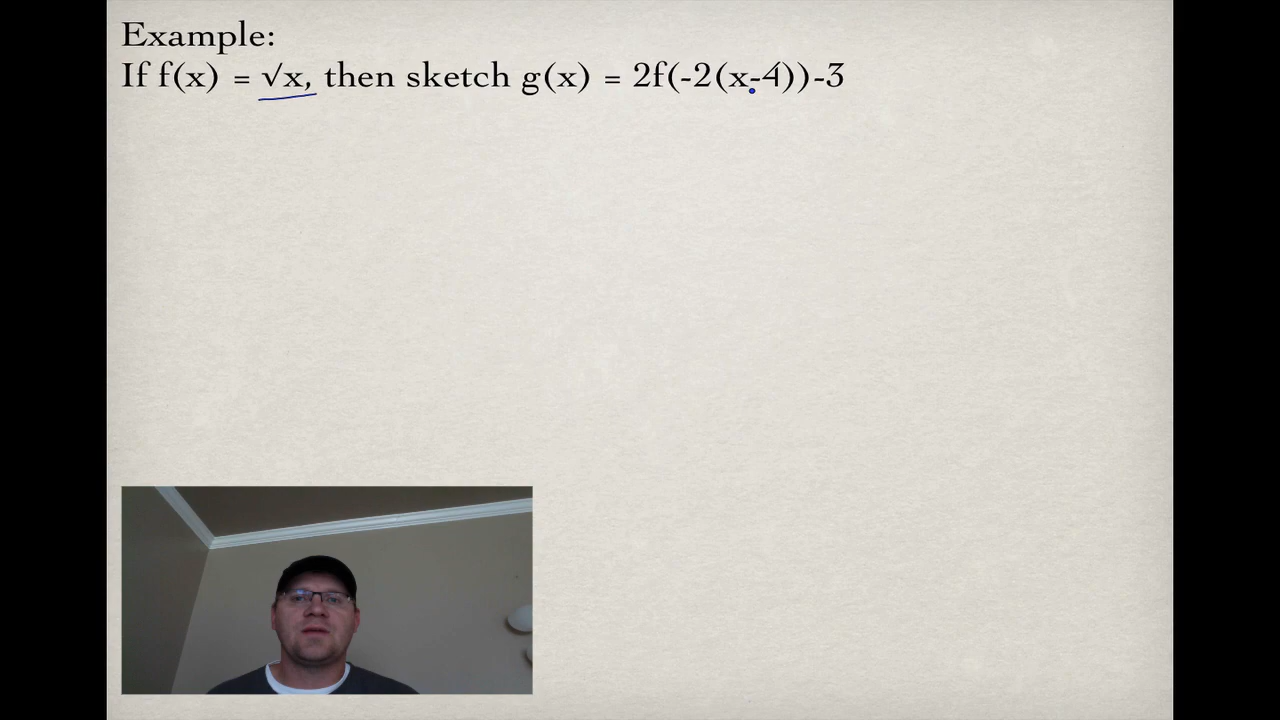 Example:
If f(x) = √x, then sketch g(x) = 2f(-2(x-4))-3